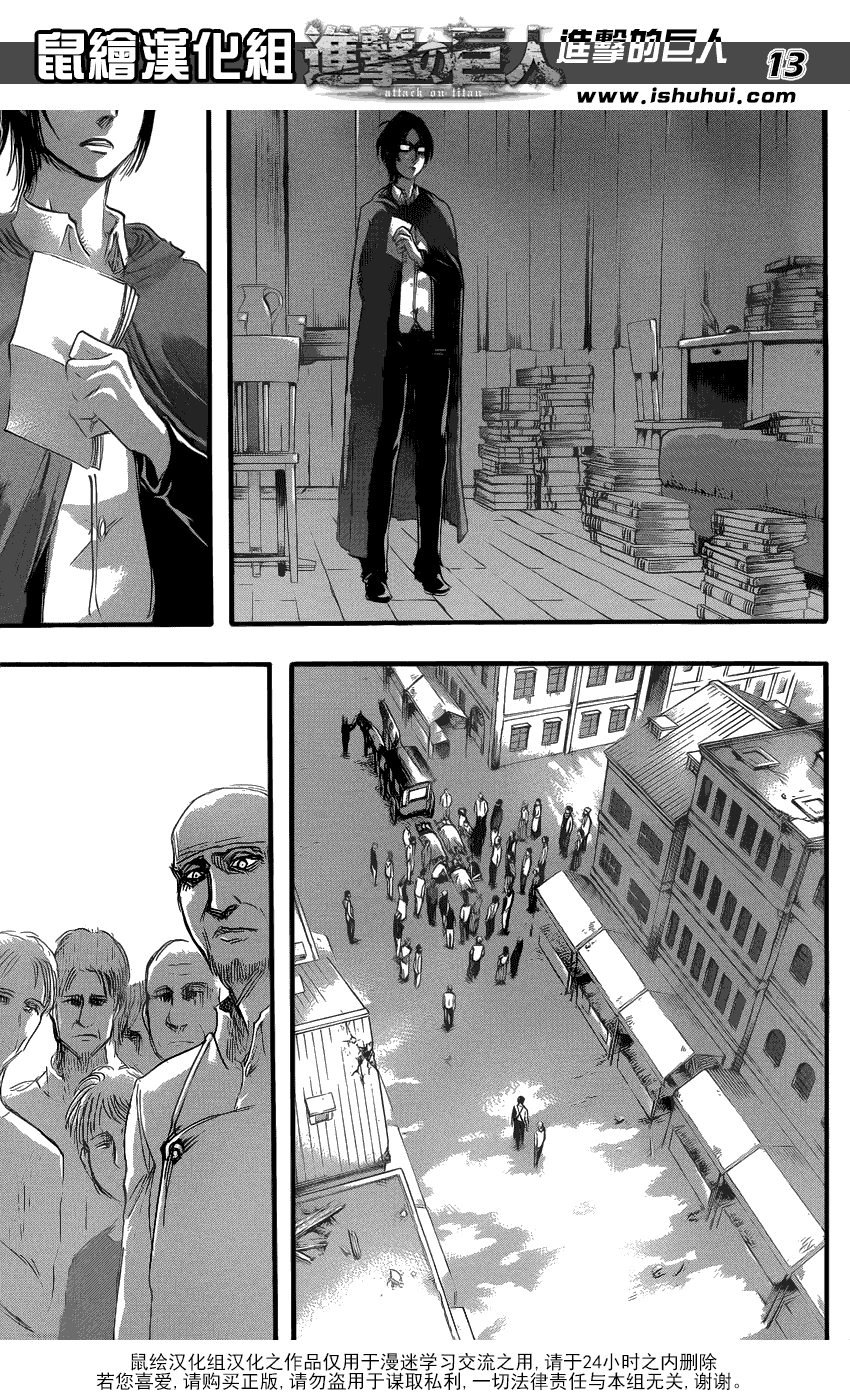 鼠繪漢化組 進撃の巨人 進擊的巨人 13
attack on titan
www.ishuhui.com
鼠绘汉化组汉化之作品仅用于漫迷学习交流之用, 请于24小时之内删除
若您喜爱, 请购买正版, 请勿盗用于谋取私利, 一切法律责任与本组无关, 谢谢。